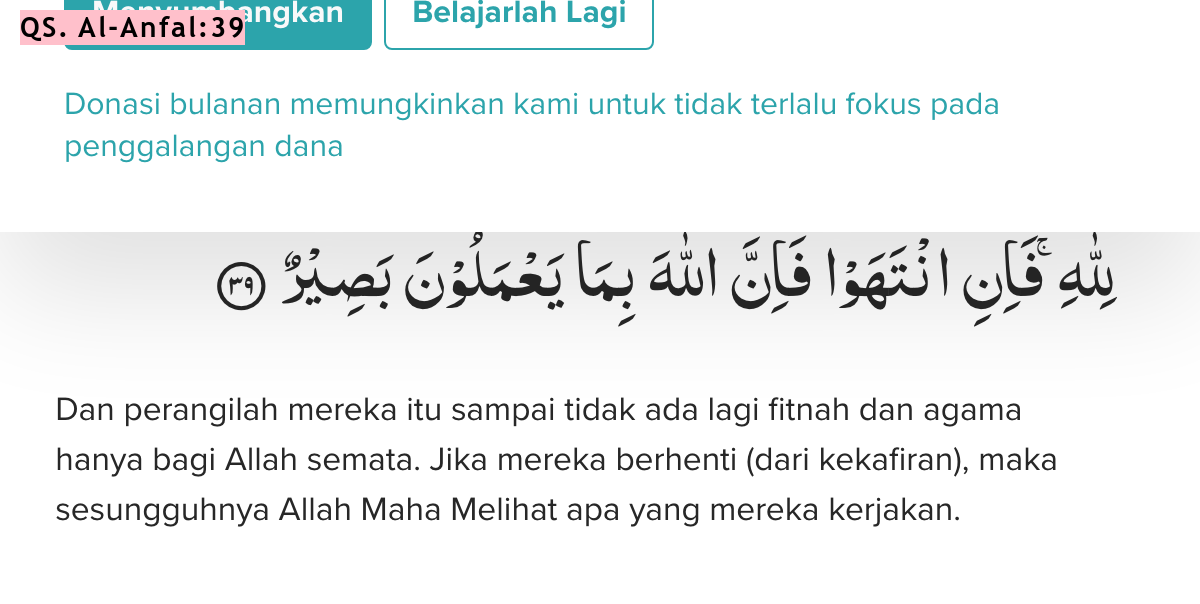 QS. Al-Anfal:39
Belajarlah Lagi
Donasi bulanan memungkinkan kami untuk tidak terlalu fokus pada
penggalangan dana
لِلّٰهِ ۚفَاِنِ انْتَهَوْا فَاِنَّ اللّٰهَ بِمَا يَعْمَلُوْنَ بَصِيْرٌ ٣٩
Dan perangilah mereka itu sampai tidak ada lagi fitnah dan agama
hanya bagi Allah semata. Jika mereka berhenti (dari kekafiran), maka
sesungguhnya Allah Maha Melihat apa yang mereka kerjakan.